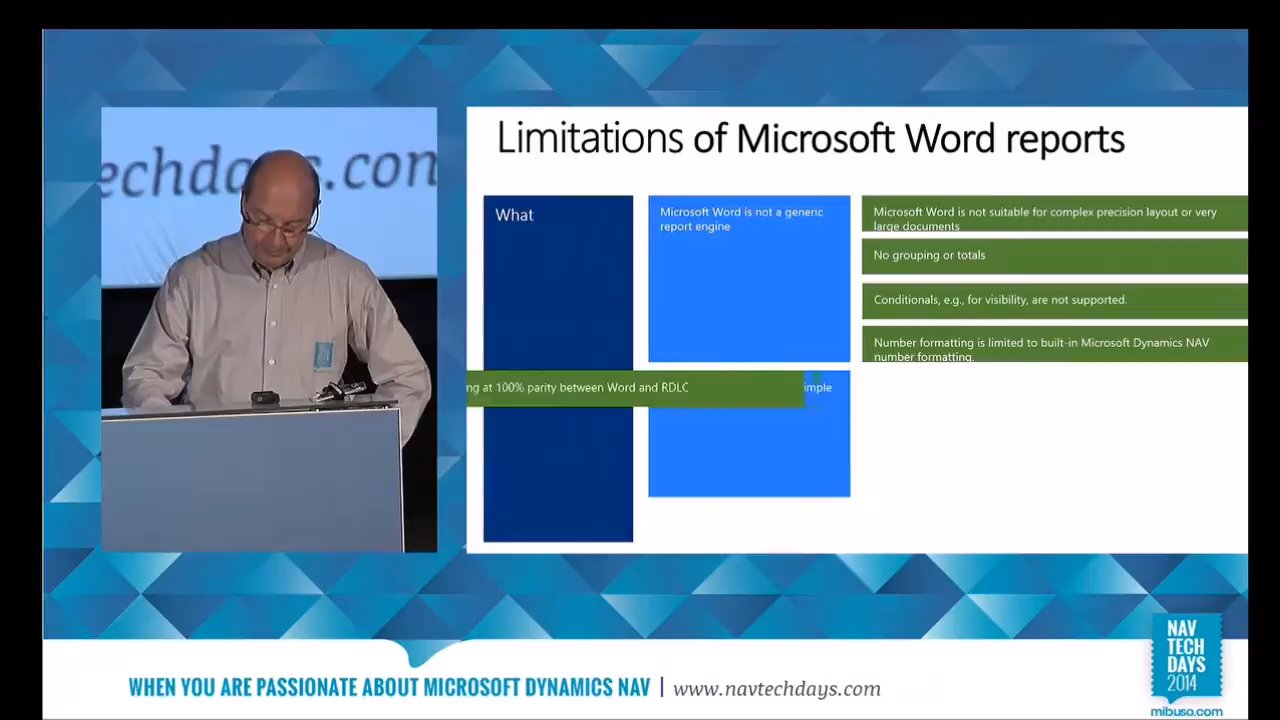 echda s.com
Limitations of Microsoft Word reports
What
Microsoft Word is not a generic
report engine
Microsoft Word is not suitable for complex precision layout or very
large documents
No grouping or totals
Conditionals, e.g., for visibility, are not supported.
Number formatting is limited to built-in Microsoft Dynamics NAV
number formatting.
ng at 100% parity between Word and RDLC
imple
WHEN YOU ARE PASSIONATE ABOUT MICROSOFT DYNAMICS NAV | www.navtechdays.com
NAV
TECH
DAYS
2014
mibuso.com